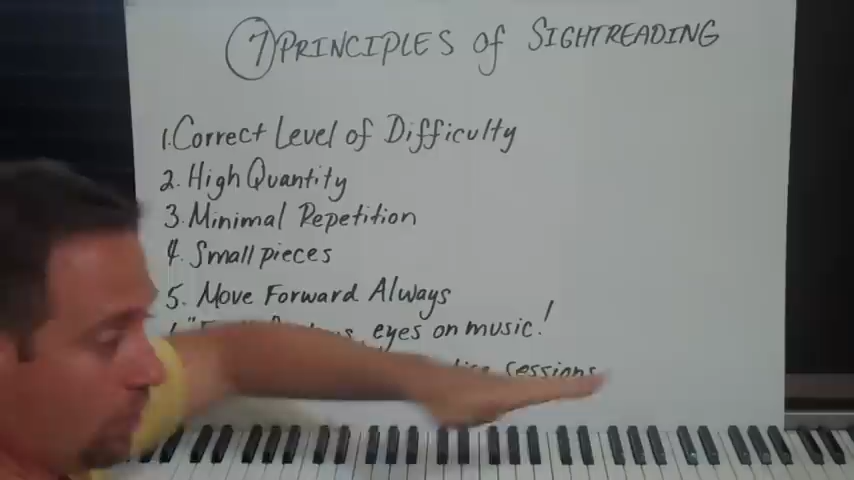 7 PRINCIPLES of SIGHTREADING
1. Correct Level of Difficulty
2. High Quantity
3. Minimal Repetition
4. Small pieces
5. Move Forward Always
eyes on music!
sessions